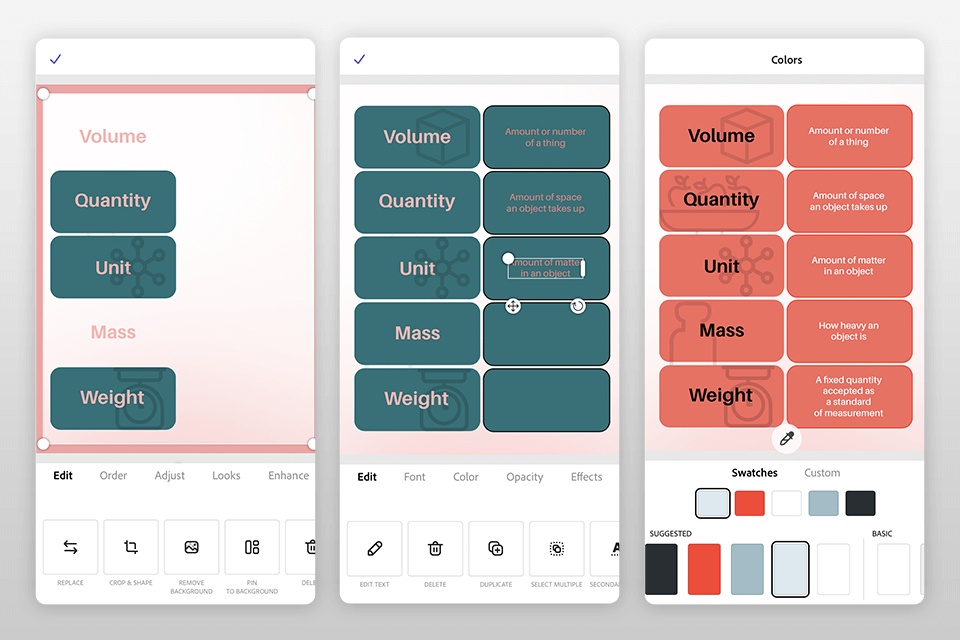 Volume
Quantity
Unit
Mass
Weight
Edit Order Adjust Looks Enhance
REPLACE
CROP & SHAPE
REMOVE
BACKGROUND
PIN
TO BACKGROUND
DELE
Volume
Amount or number
of a thing
Quantity
Amount of space
an object takes up
Unit
Amount of matter
in an object
Mass
Weight
Edit Font Color Opacity Effects
EDIT TEXT
DELETE
DUPLICATE
SELECT MULTIPLE
A
SECONDA
Colors
Volume
Amount or number
of a thing
Quantity
Amount of space
an object takes up
Unit
Amount of matter
in an object
Mass
How heavy an
object is
Weight
A fixed quantity
accepted as
a standard
of measurement
Swatches Custom
SUGGESTED
BASIC